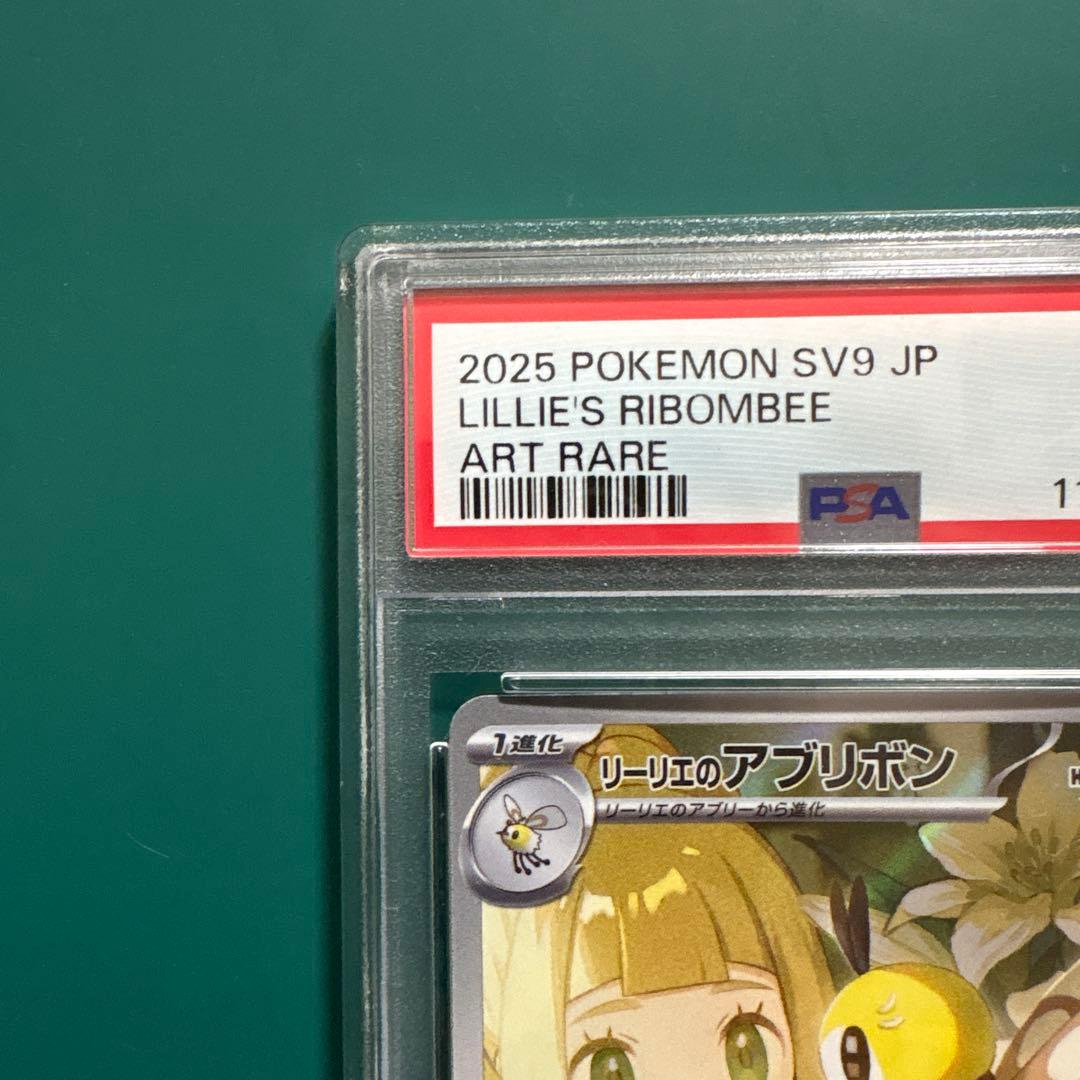 2025 POKEMON SV9 JP
LILLIE'S RIBOMBEE
ART RARE
PSA
1進化
リーリエのアブリボン
リーリエのアブリーから進化